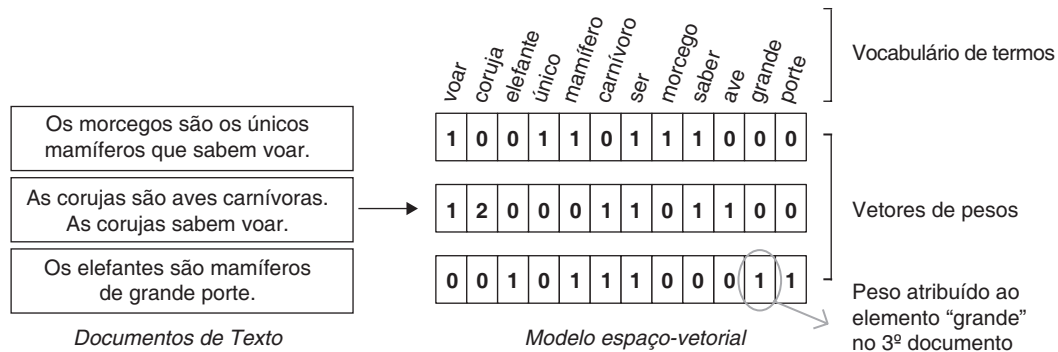 voar coruja elefante único mamífero carnívoro ser morcego saber ave grande porte
Vocabulário de termos
Os morcegos são os únicos
mamíferos que sabem voar.
1 0 0 1 1 0 1 1 1 0 0 0
As corujas são aves carnívoras.
As corujas sabem voar.
1 2 0 0 0 1 1 0 1 1 0 0
Vetores de pesos
Os elefantes são mamíferos
de grande porte.
0 0 1 0 1 1 1 0 0 0 1 1
Peso atribuído ao
elemento “grande”
no 3º documento
Documentos de Texto
Modelo espaço-vetorial